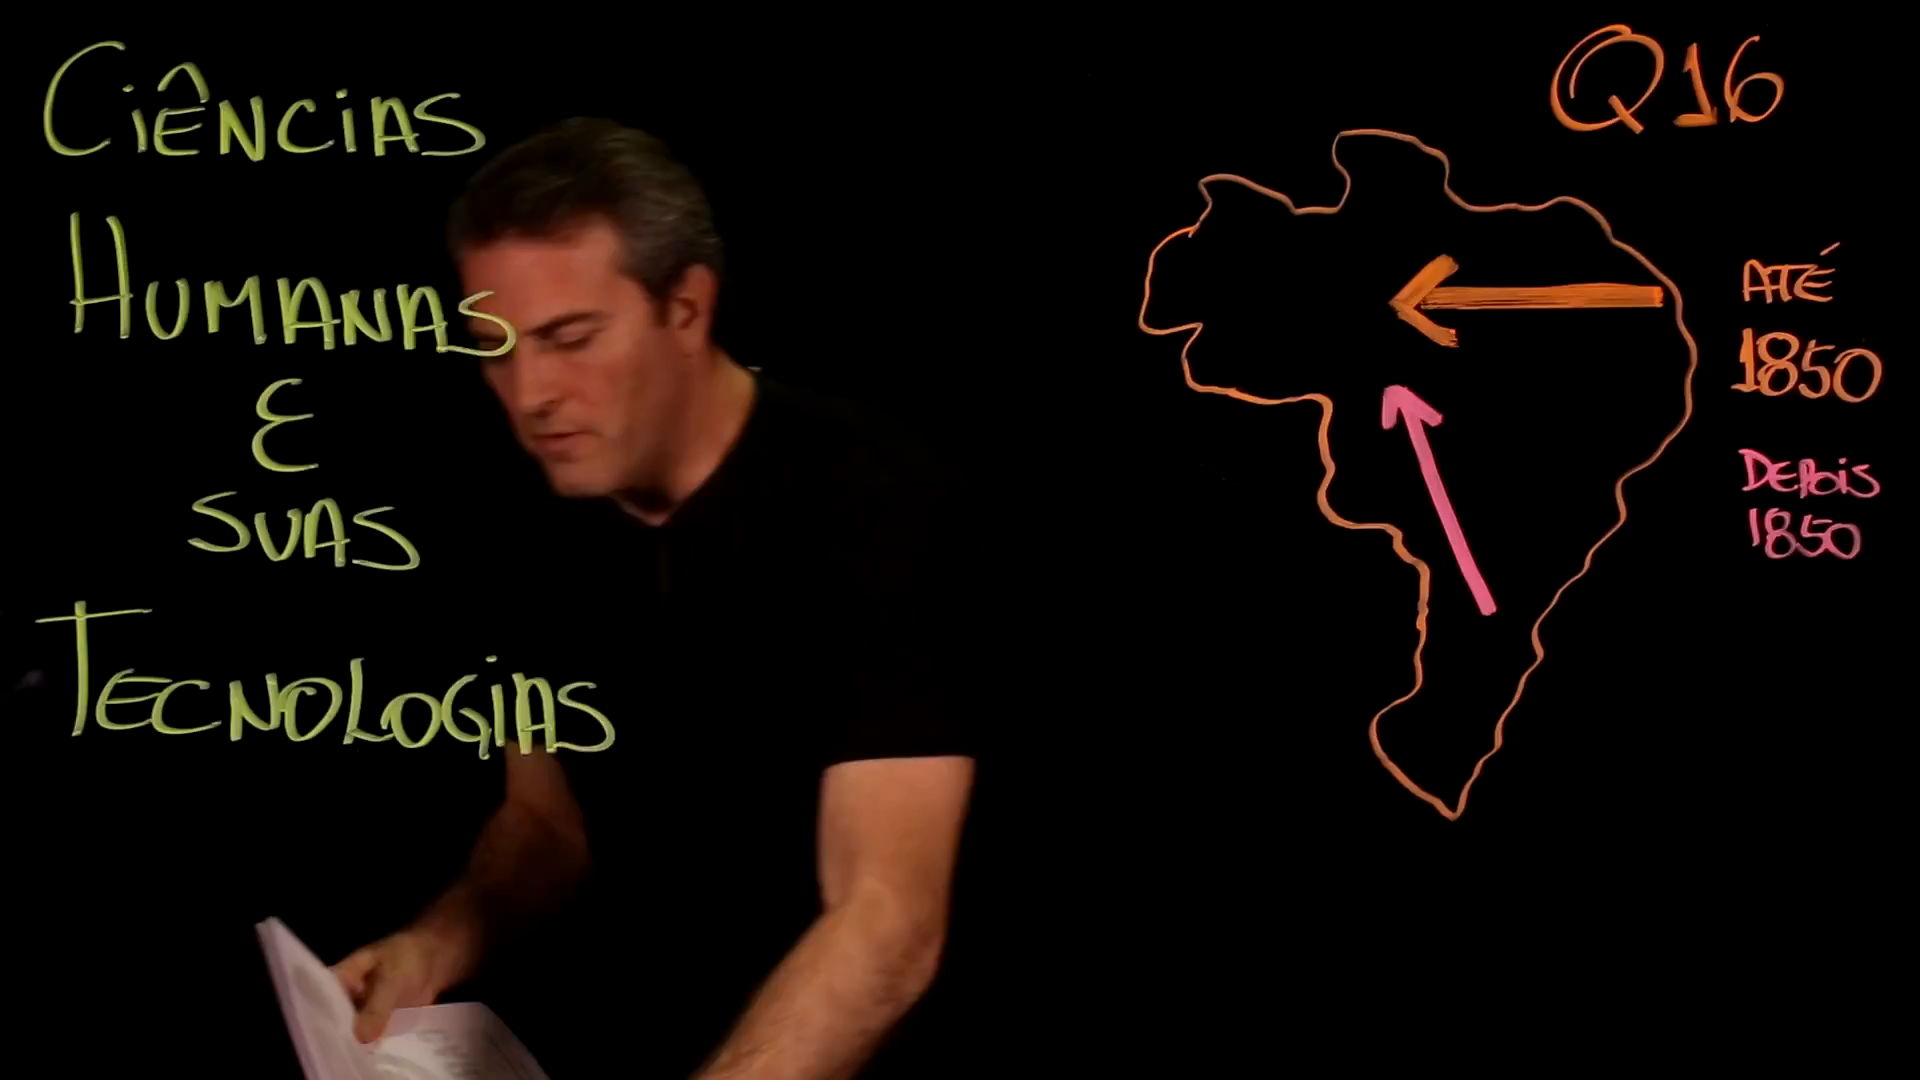 CiÊNCiAS
HUMANAS
E
SUAS
TECNOLOGiAS
Q16
ATÉ
1850
DEPOiS
1850